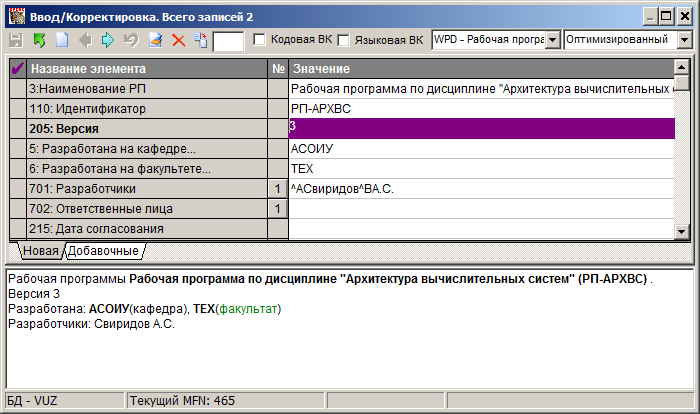 Ввод/Корректировка. Всего записей 2
Кодовая ВК Языковая ВК WPD - Рабочая прогр Оптимизированный
Название элемента № Значение
3:Наименование РП Рабочая программа по дисциплине "Архитектура вычислительных с
110: Идентификатор РП-АРХВС
205: Версия 3
5: Разработана на кафедре... АСОИУ
6: Разработана на факультете... ТЕХ
701: Разработчики 1 ^AСвиридов^BА.С.
702: Ответственные лица 1
215: Дата согласования
Новая Добавочные
Рабочая программы Рабочая программа по дисциплине "Архитектура вычислительных систем" (РП-АРХВС) .
Версия 3
Разработана: АСОИУ(кафедра), ТЕХ(факультат)
Разработчики: Свиридов А.С.
БД - VUZ Текущий MFN: 465